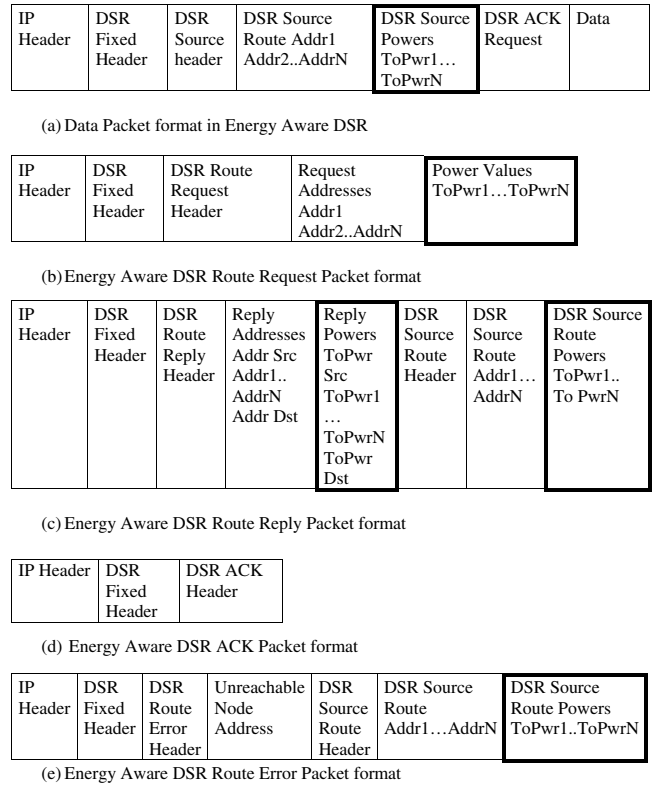 IP
Header
DSR
Fixed
Header
DSR
Source
header
DSR Source
Route Addr1
Addr2..AddrN
DSR Source
Powers
ToPwr1…
ToPwrN
DSR ACK
Request
Data
(a) Data Packet format in Energy Aware DSR
IP
Header
DSR
Fixed
Header
DSR Route
Request
Header
Request
Addresses
Addr1
Addr2..AddrN
Power Values
ToPwr1…ToPwrN
(b) Energy Aware DSR Route Request Packet format
IP
Header
DSR
Fixed
Header
DSR
Route
Reply
Header
Reply
Addresses
Addr Src
Addr1..
AddrN
Addr Dst
Reply
Powers
ToPwr
Src
ToPwr1
…
ToPwrN
ToPwr
Dst
DSR
Source
Route
Header
DSR
Source
Route
Addr1…
AddrN
DSR Source
Route
Powers
ToPwr1..
To PwrN
(c) Energy Aware DSR Route Reply Packet format
IP Header
DSR
Fixed
Header
DSR ACK
Header
(d) Energy Aware DSR ACK Packet format
IP
Header
DSR
Fixed
Header
DSR
Route
Error
Header
Unreachable
Node
Address
DSR
Source
Route
Header
DSR Source
Route
Addr1…AddrN
DSR Source
Route Powers
ToPwr1..ToPwrN
(e) Energy Aware DSR Route Error Packet format